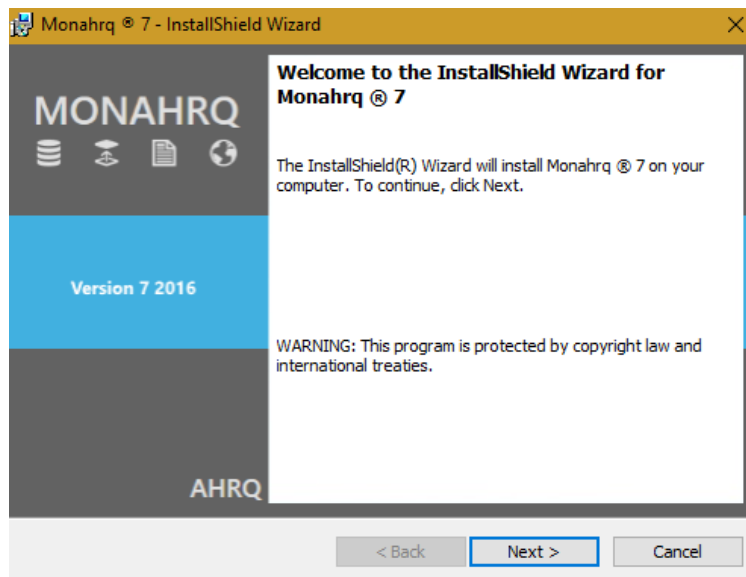 Monahrq ® 7 - InstallShield Wizard
MONAHRQ
Version 7 2016
AHRQ
Welcome to the InstallShield Wizard for
Monahrq ® 7
The InstallShield(R) Wizard will install Monahrq ® 7 on your
computer. To continue, click Next.
WARNING: This program is protected by copyright law and
international treaties.
< Back
Next >
Cancel